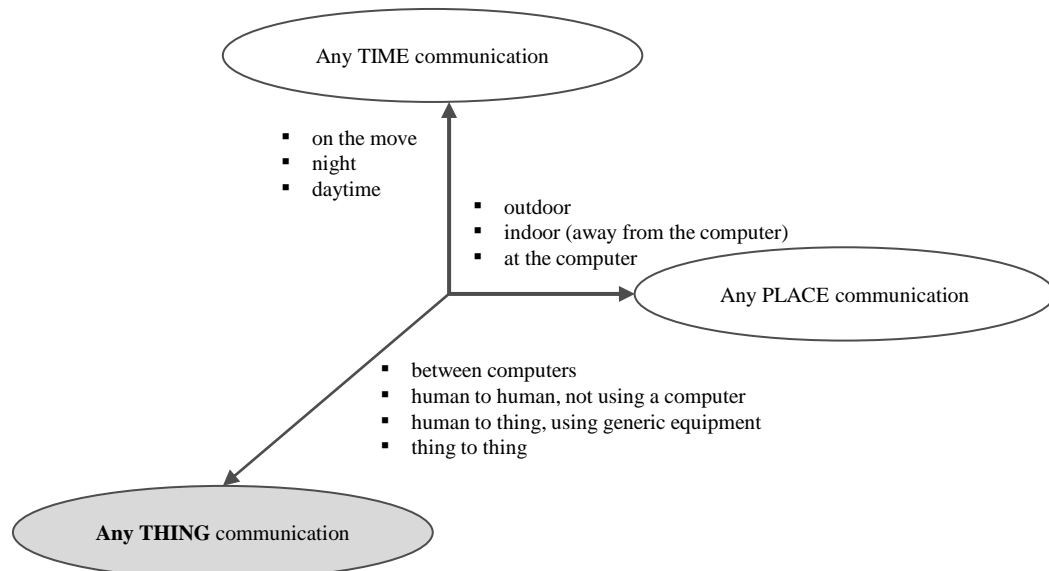 Any TIME communication
▪ on the move
▪ night
▪ daytime
▪ outdoor
▪ indoor (away from the computer)
▪ at the computer
Any PLACE communication
▪ between computers
▪ human to human, not using a computer
▪ human to thing, using generic equipment
▪ thing to thing
Any THING communication